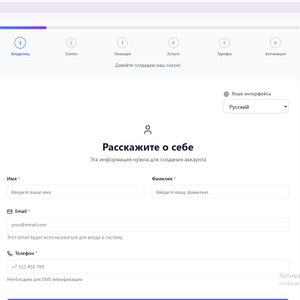 1 2 3 4 5 6
Владелец Салон Локация Услуги Тарифы Активация
Давайте создадим ваш салон!
Язык интерфейса
Русский
Расскажите о себе
Эта информация нужна для создания аккаунта
Имя * Фамилия *
Введите ваше имя Введите вашу фамилию
Email *
your@email.com
Этот email будет использоваться для входа в систему
Телефон *
+7 123 456 789
Необходим для SMS верификации